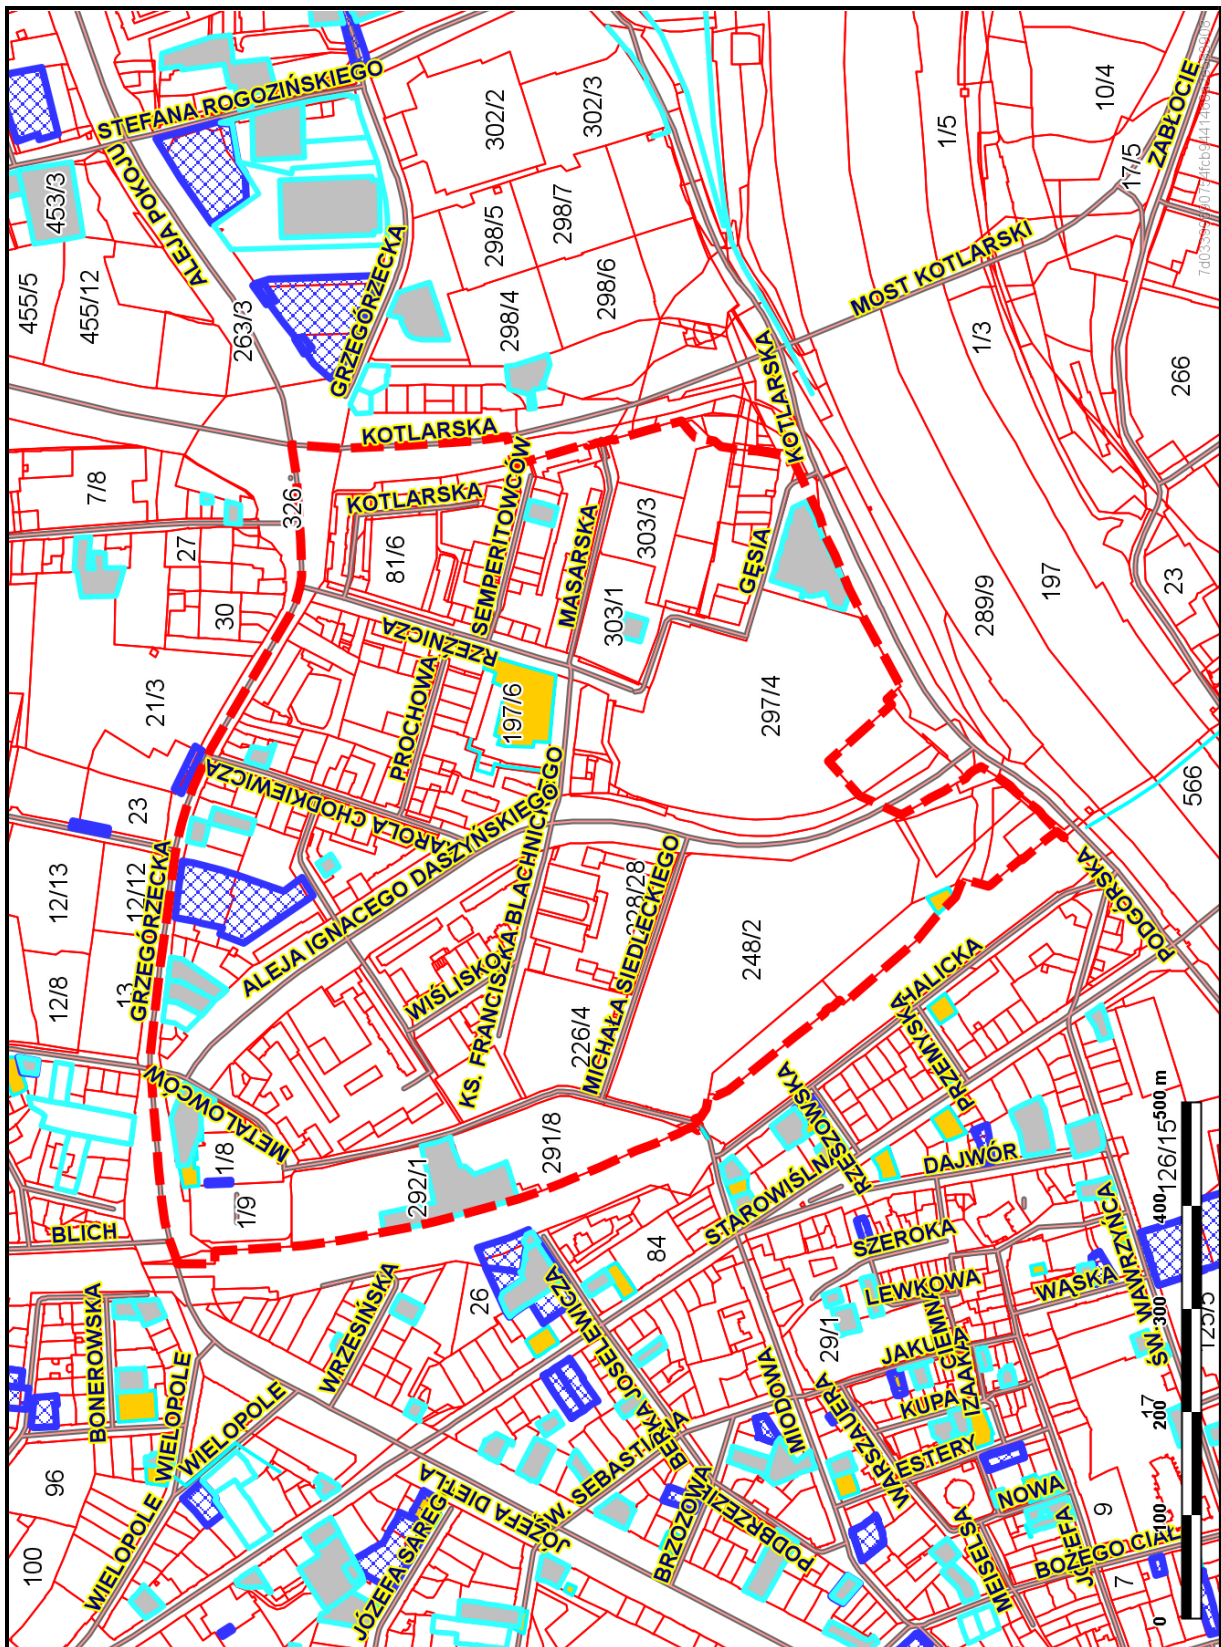 STEFANA ROGOZIŃSKIEGO
ALEJA POKOJU
453/3
455/5
455/12
263/3
GRZEGÓRZECKA
302/2
302/3
298/5
298/7
298/4
298/6
1/5
10/4
17/5
ZABŁOCIE
MOST KOTLARSKI
1/3
266
KOTLARSKA
KOTLARSKA
KOTLARSKA
7/8
326
27
30
81/6
SEMPERITOWCÓW
MASARSKA
303/3
303/1
GĘSIA
RZEŹNICZA
PROCHOWA
197/6
21/3
23
297/4
289/9
197
23
566
KAROLA CHODKIEWICZA
GRZEGÓRZECKA
12/13
12/12
12/8
13
ALEJA IGNACEGO DASZYŃSKIEGO
KS. FRANCISZKA BLACHNICKIEGO
WIŚLISKO
228/28
226/4
MICHAŁA SIEDLECKIEGO
248/2
PODGÓRSKA
HALICKA
PRZEMYSKA
RZESZOWSKA
METALOWCÓW
11/8
1/9
292/1
291/8
BLICH
STAROWIŚLNA
DAJWÓR
SZEROKA
LEWKOWA
CIEMNA
WĄSKA
ŚW. WAWRZYŃCA
126/15
125/5
84
26
29/1
BONEROWSKA
WIELOPOLE
WIELOPOLE
WIELOPOLE
WRZESIŃSKA
BERKA JOSELEWICZA
MIODOWA
JAKUBA
KUPA
IZAAKA
WARSZAUERA
ESTERY
17
NOWA
JÓZEFA
9
7
BOŻEGO CIAŁA
MEISELSA
96
100
JÓZEFA SAREGO
JÓZEFA DIETLA
ŚW. SEBASTIANA
BRZOZOWA
PODBRZEZIE
0
100
200
300
400
500 m